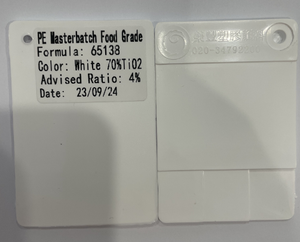 PE Masterbatch Food Grade
Formula: 65138
Color: White 70%TiO2
Advised Ratio: 4%
Date: 23/09/24